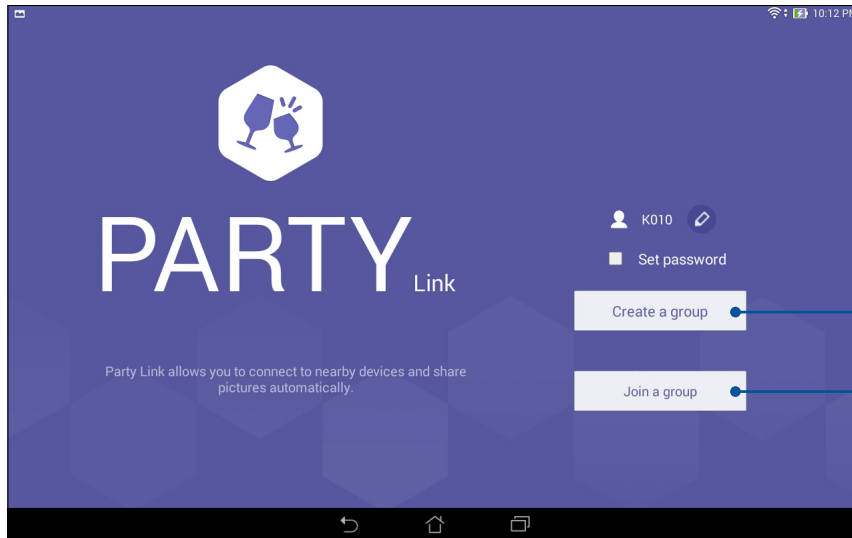 10:12 PM
PARTY
Link
Party Link allows you to connect to nearby devices and share
pictures automatically.
K010
Set password
Create a group
Join a group